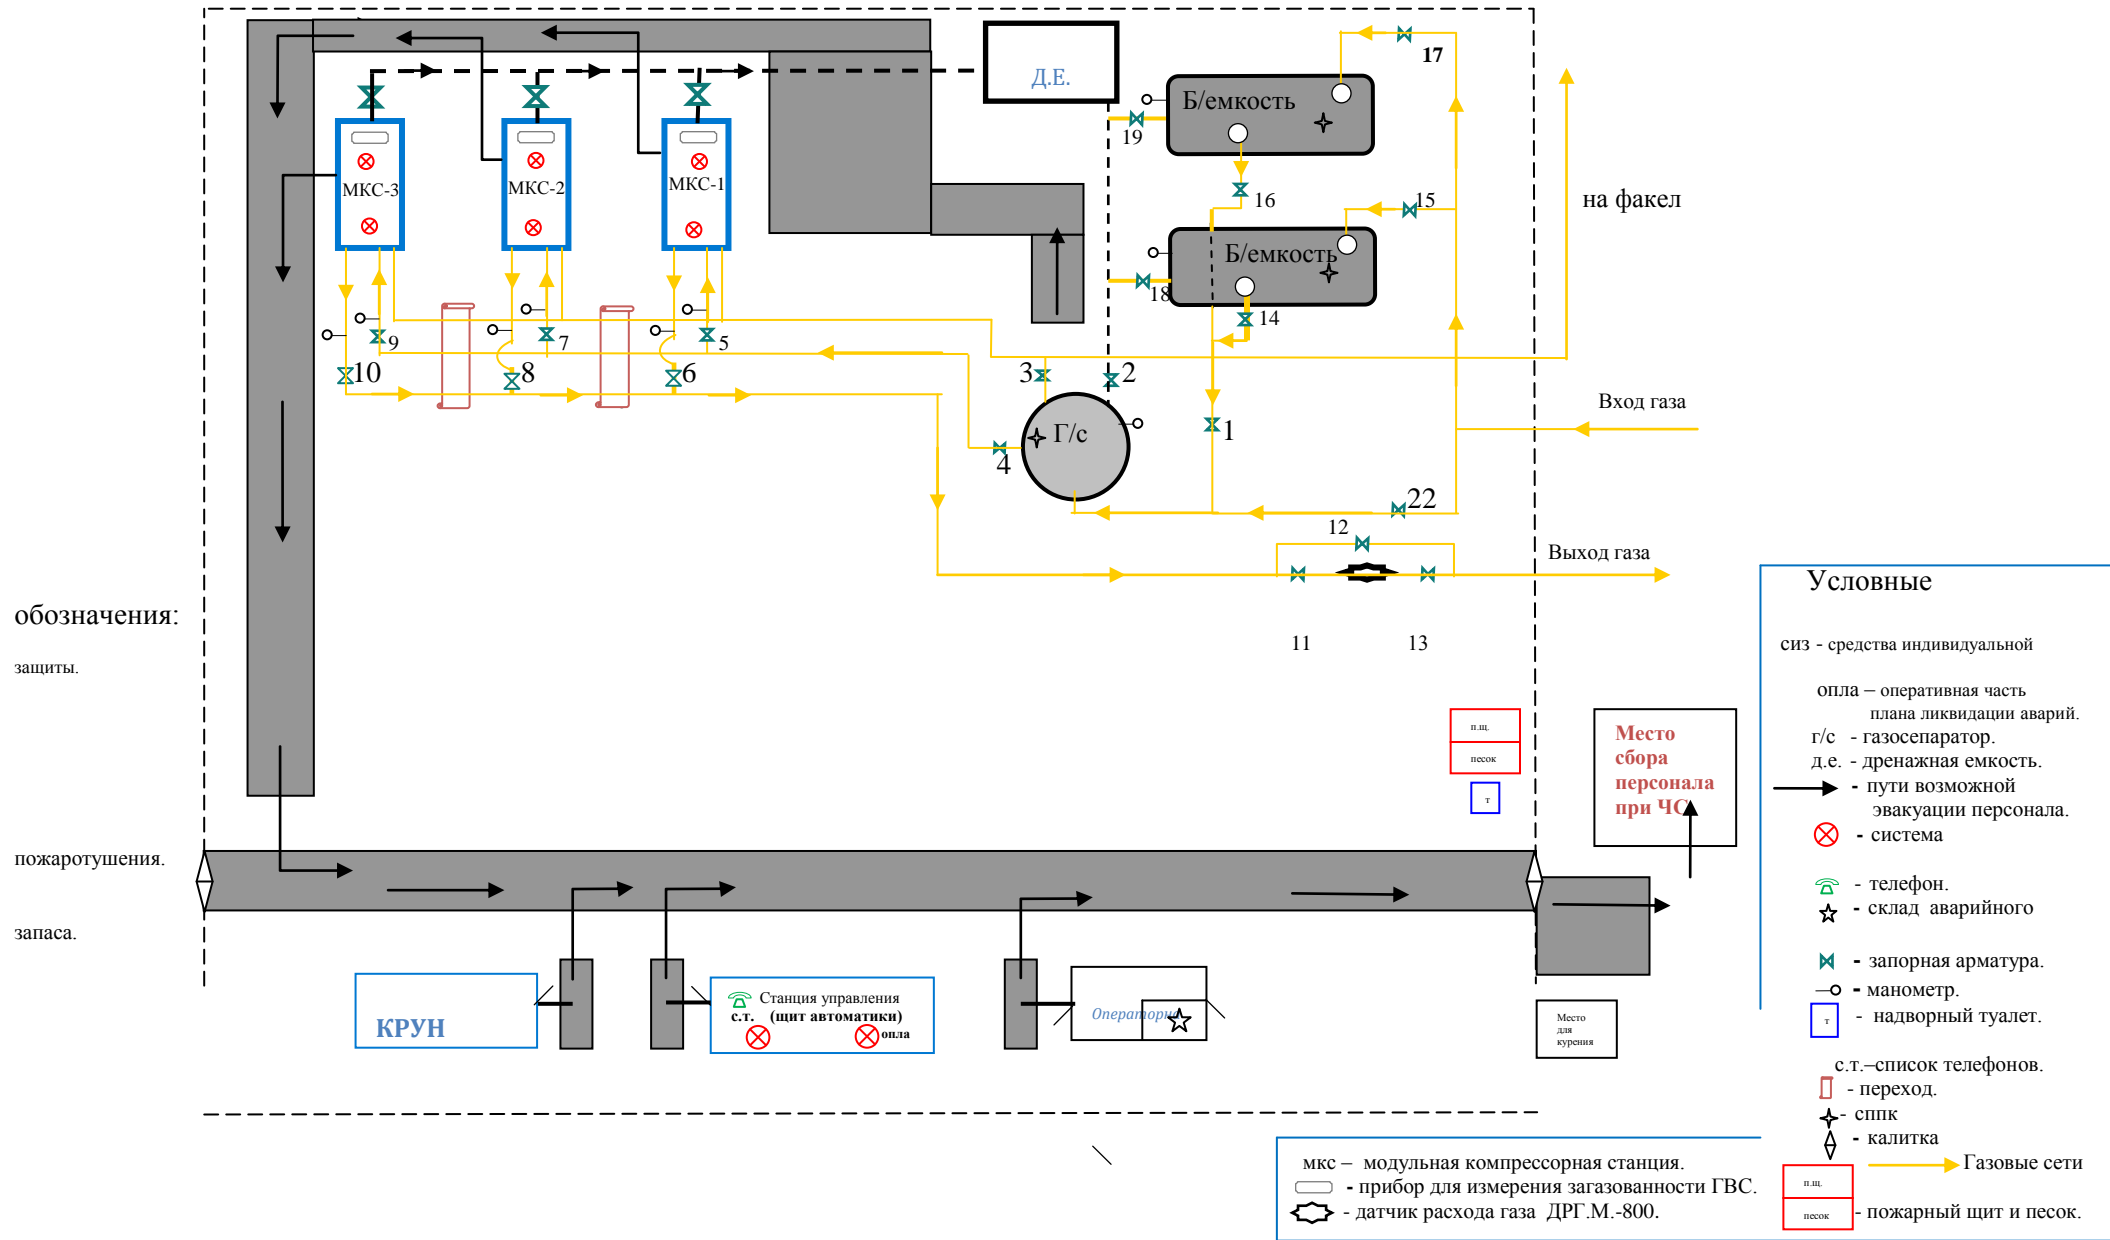 Д.Е.
17
Б/емкость
19
МКС-3
МКС-2
МКС-1
16
15
на факел
Б/емкость
18
14
9
7
5
10
8
6
3
2
Вход газа
Г/с
1
4
22
12
Выход газа
11
13
Условные
обозначения:
сиз - средства индивидуальной
защиты.
опла – оперативная часть
плана ликвидации аварий.
г/с - газосепаратор.
д.е. - дренажная емкость.
- пути возможной
эвакуации персонала.
- система
пожаротушения.
- телефон.
- склад аварийного
запаса.
- запорная арматура.
- манометр.
т
- надворный туалет.
с.т.–список телефонов.
- переход.
- сппк
- калитка
Газовые сети
п.щ.
песок
- пожарный щит и песок.
п.щ.
песок
т
Место
сбора
персонала
при ЧС
КРУН
Станция управления
с.т. (щит автоматики)
опла
Операторн
Место
для
курения
мкс – модульная компрессорная станция.
- прибор для измерения загазованности ГВС.
- датчик расхода газа ДРГ.М.-800.